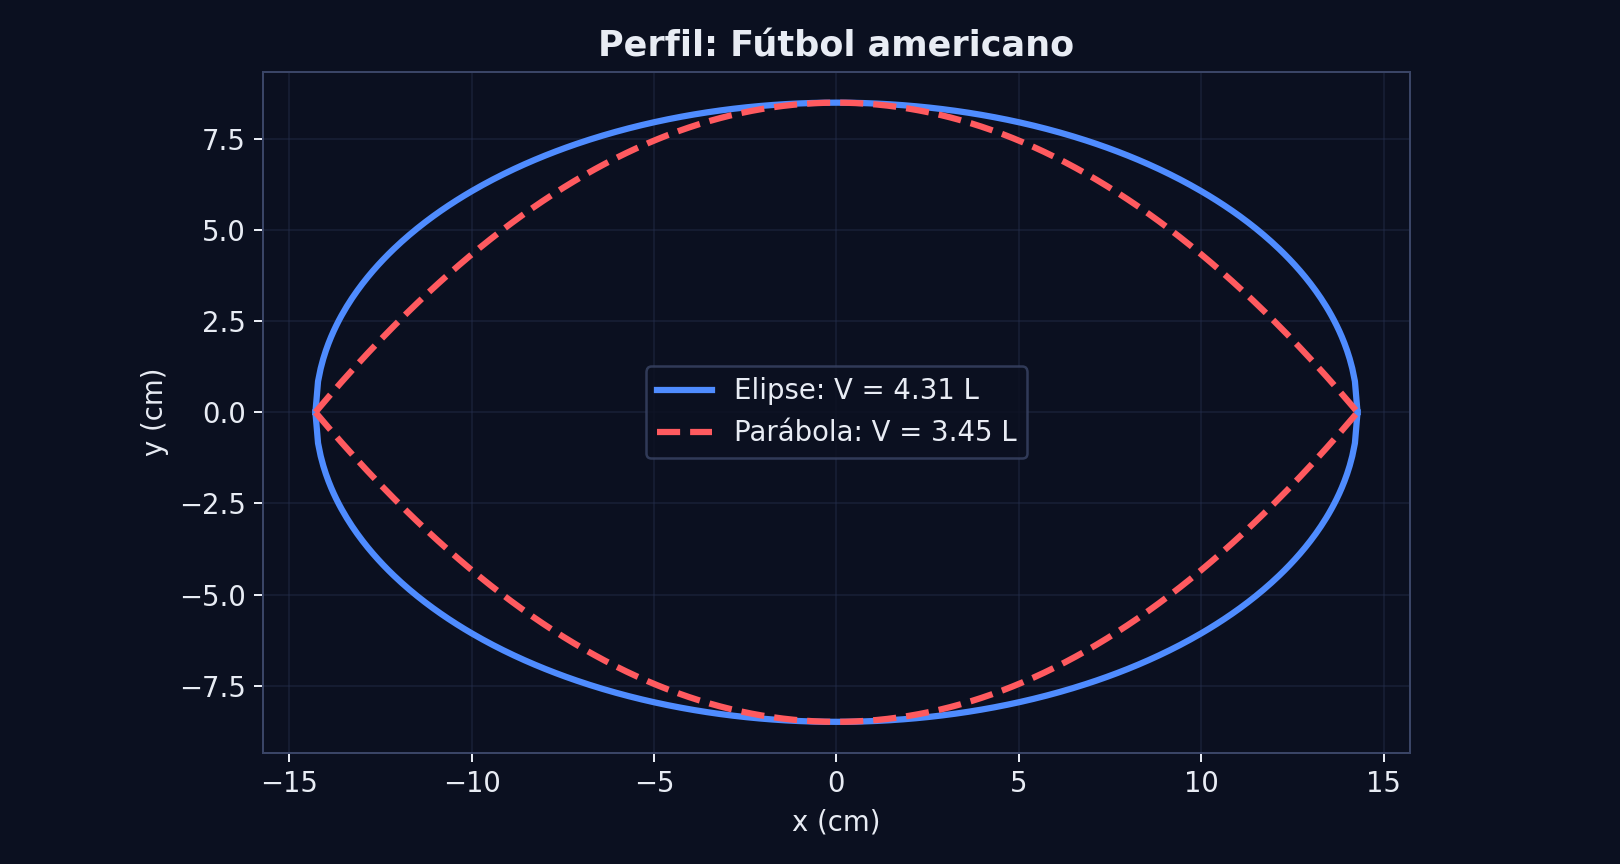 Perfil: Fútbol americano
7.5
5.0
2.5
0.0
−2.5
−5.0
−7.5
y (cm)
Elipse: V = 4.31 L
Parábola: V = 3.45 L
−15 −10 −5 0 5 10 15
x (cm)